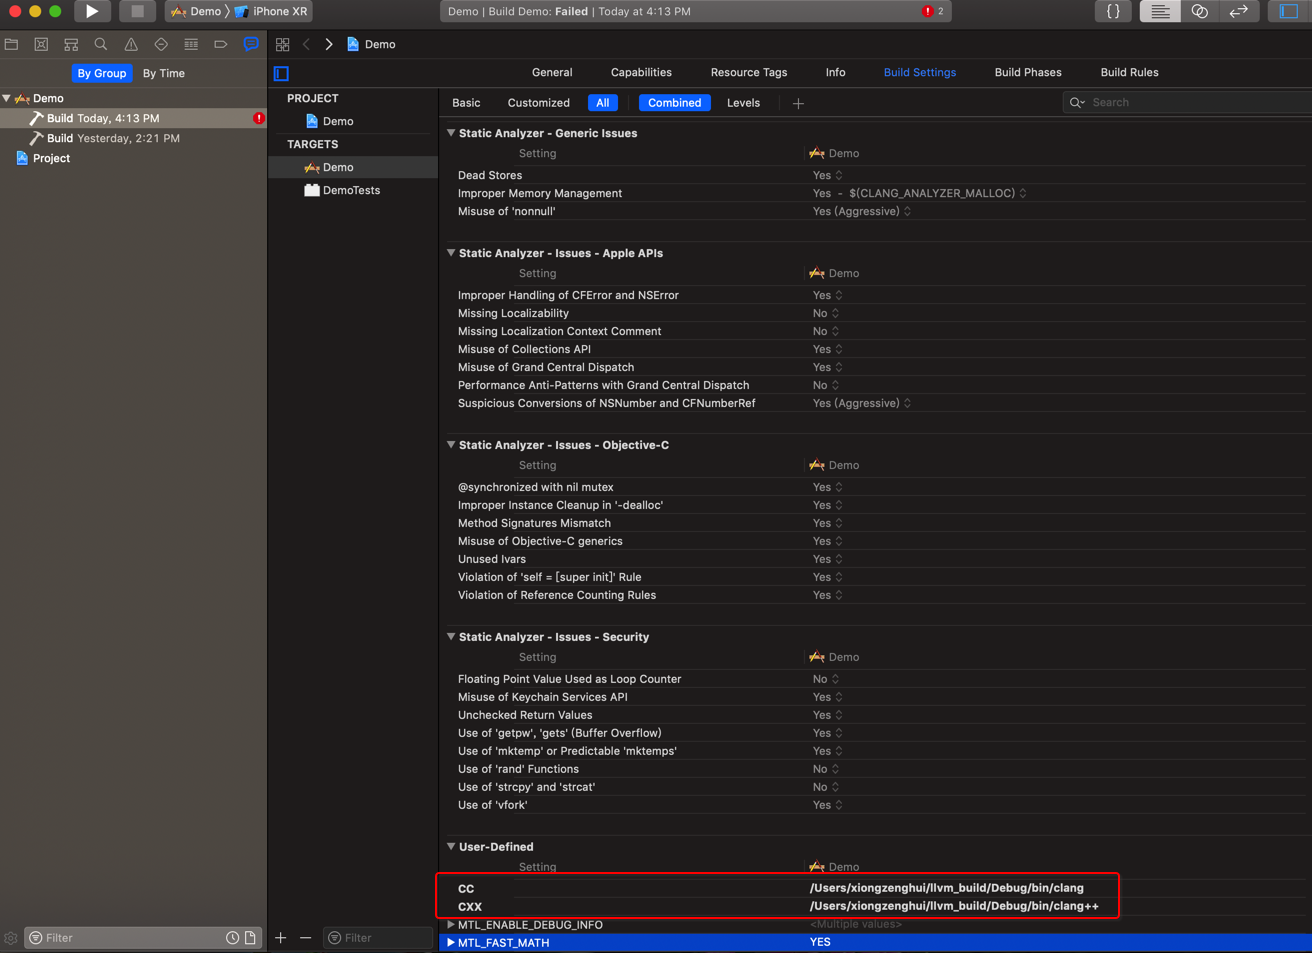 Demo 〉 iPhone XR
Demo | Build Demo: Failed | Today at 4:13 PM
2
{ }
Demo
By Group
By Time
General
Capabilities
Resource Tags
Info
Build Settings
Build Phases
Build Rules
Demo
Build Today, 4:13 PM
Build Yesterday, 2:21 PM
Project
PROJECT
Demo
TARGETS
Demo
DemoTests
Basic
Customized
All
Combined
Levels
Search
Static Analyzer - Generic Issues
Setting Demo
Dead Stores Yes
Improper Memory Management Yes - $(CLANG_ANALYZER_MALLOC)
Misuse of 'nonnull' Yes (Aggressive)
Static Analyzer - Issues - Apple APIs
Setting Demo
Improper Handling of CFError and NSError Yes
Missing Localizability No
Missing Localization Context Comment No
Misuse of Collections API Yes
Misuse of Grand Central Dispatch Yes
Performance Anti-Patterns with Grand Central Dispatch No
Suspicious Conversions of NSNumber and CFNumberRef Yes (Aggressive)
Static Analyzer - Issues - Objective-C
Setting Demo
@synchronized with nil mutex Yes
Improper Instance Cleanup in '-dealloc' Yes
Method Signatures Mismatch Yes
Misuse of Objective-C generics Yes
Unused Ivars Yes
Violation of 'self = [super init]' Rule Yes
Violation of Reference Counting Rules Yes
Static Analyzer - Issues - Security
Setting Demo
Floating Point Value Used as Loop Counter No
Misuse of Keychain Services API Yes
Unchecked Return Values Yes
Use of 'getpw', 'gets' (Buffer Overflow) Yes
Use of 'mktemp' or Predictable 'mktemps' Yes
Use of 'rand' Functions No
Use of 'strcpy' and 'strcat' No
Use of 'vfork' Yes
User-Defined
Setting Demo
CC /Users/xiongzenghui/llvm_build/Debug/bin/clang
CXX /Users/xiongzenghui/llvm_build/Debug/bin/clang++
MTL_ENABLE_DEBUG_INFO <Multiple values>
MTL_FAST_MATH YES
Filter
Filter